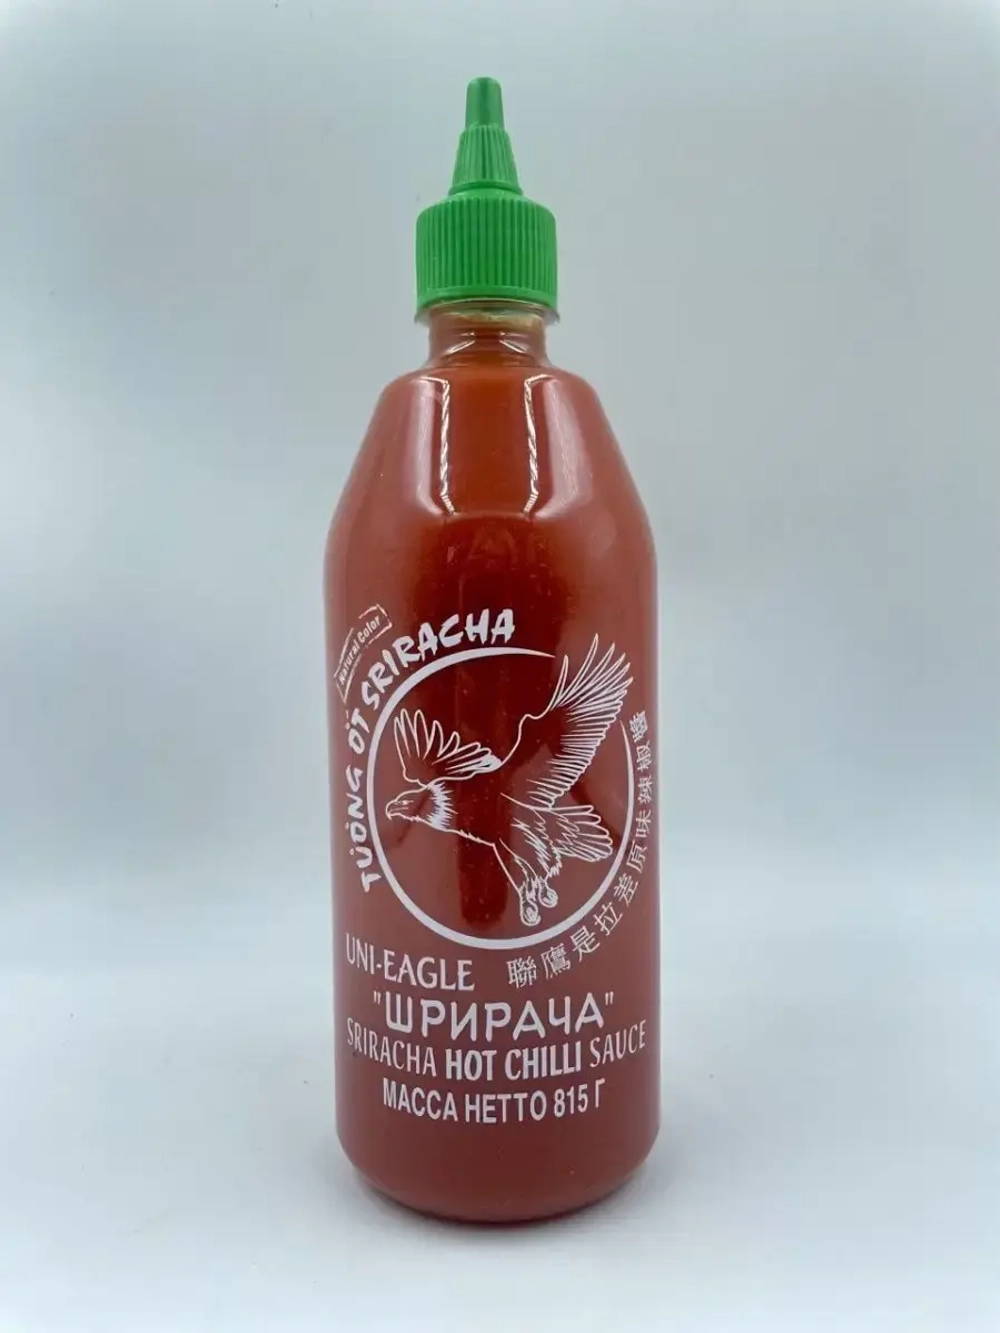 Natural Color
TƯƠNG ỚT SRIRACHA
聯鷹是拉差原味辣椒醬
UNI-EAGLE
"ШРИРАЧА"
SRIRACHA HOT CHILLI SAUCE
МАССА НЕТТО 815 Г